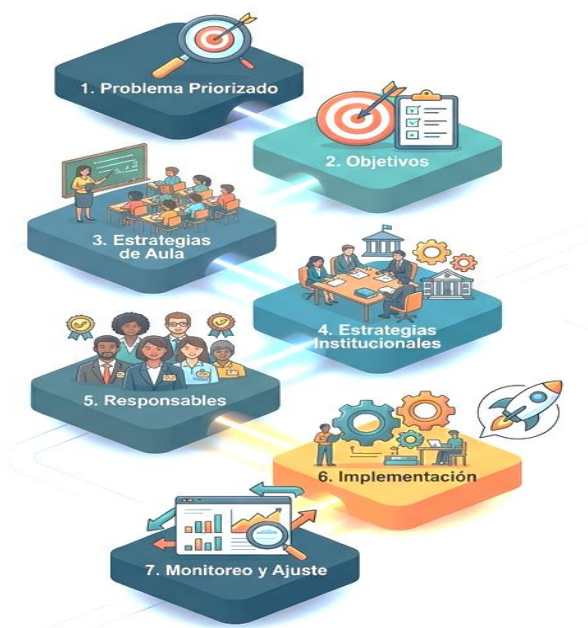 1. Problema Priorizado
2. Objetivos
3. Estrategias
de Aula
4. Estrategias
Institucionales
5. Responsables
6. Implementación
7. Monitoreo y Ajuste